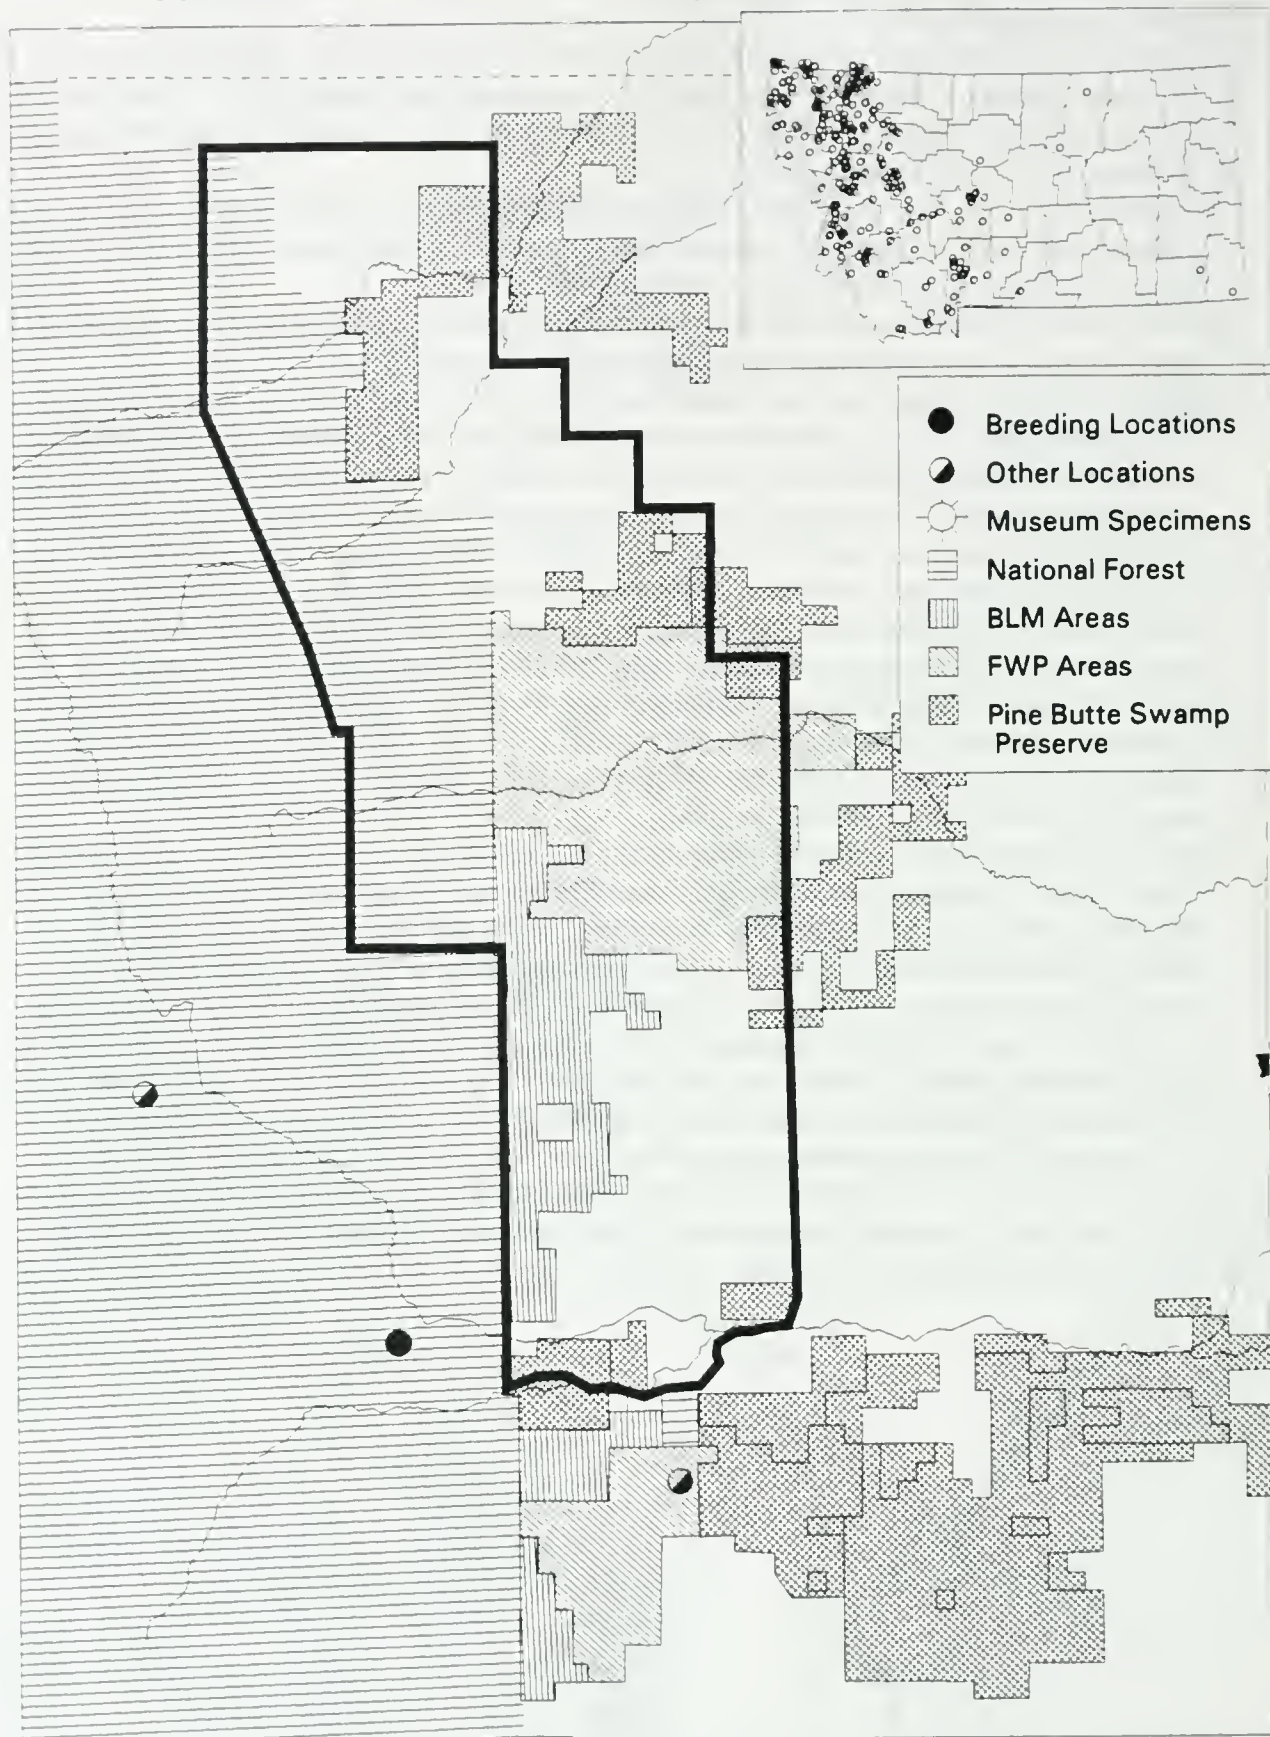 Breeding Locations
Other Locations
Museum Specimens
National Forest
BLM Areas
FWP Areas
Pine Butte Swamp
Preserve